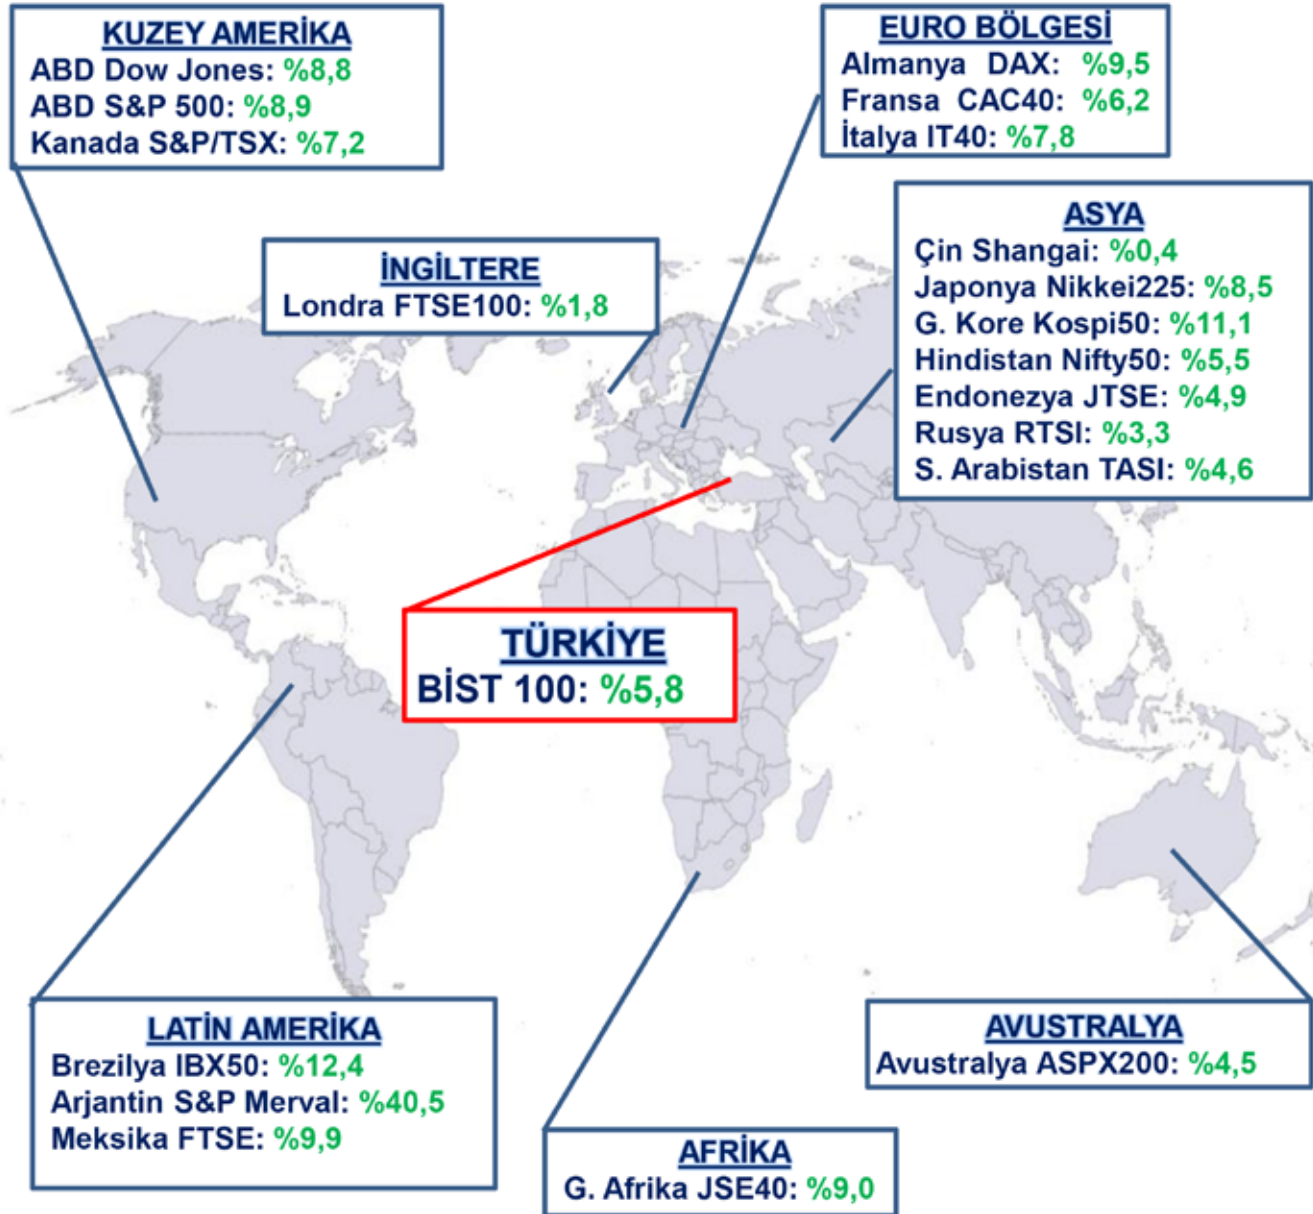 KUZEY AMERİKA
ABD Dow Jones: %8,8
ABD S&P 500: %8,9
Kanada S&P/TSX: %7,2
EURO BÖLGESİ
Almanya DAX: %9,5
Fransa CAC40: %6,2
İtalya IT40: %7,8
İNGİLTERE
Londra FTSE100: %1,8
ASYA
Çin Shangai: %0,4
Japonya Nikkei225: %8,5
G. Kore Kospi50: %11,1
Hindistan Nifty50: %5,5
Endonezya JTSE: %4,9
Rusya RTSI: %3,3
S. Arabistan TASI: %4,6
TÜRKİYE
BİST 100: %5,8
LATİN AMERİKA
Brezilya IBX50: %12,4
Arjantin S&P Merval: %40,5
Meksika FTSE: %9,9
AFRİKA
G. Afrika JSE40: %9,0
AVUSTRALYA
Avustralya ASPX200: %4,5